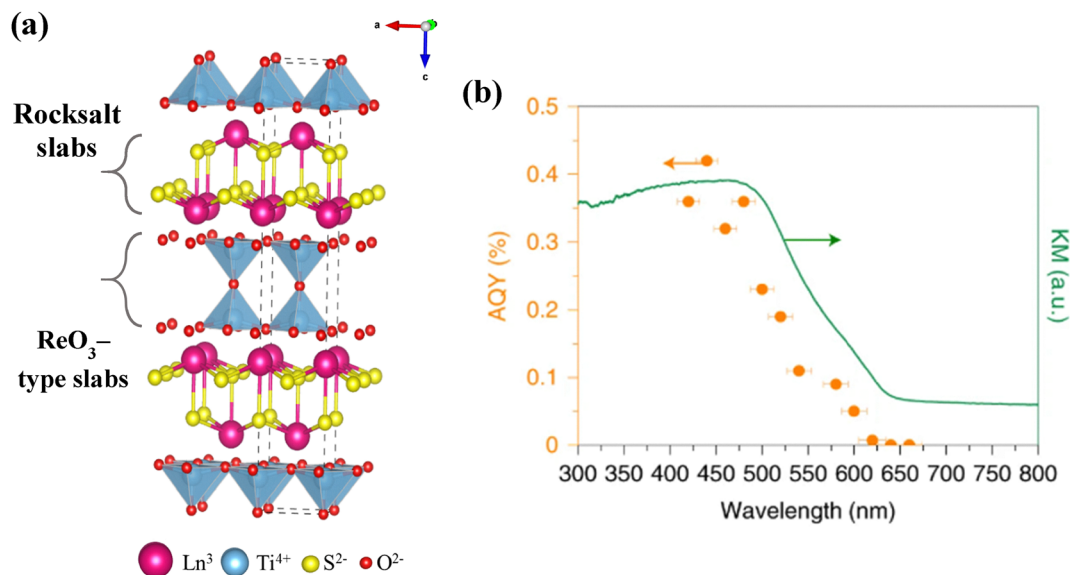 (a)
a
b
c
Rocksalt
slabs
ReO₃–
type slabs
Ln³ Ti⁴⁺ S²⁻ O²⁻
(b)
0.5
0.4
0.3
0.2
0.1
0
AQY (%)
KM (a.u.)
300 350 400 450 500 550 600 650 700 750 800
Wavelength (nm)